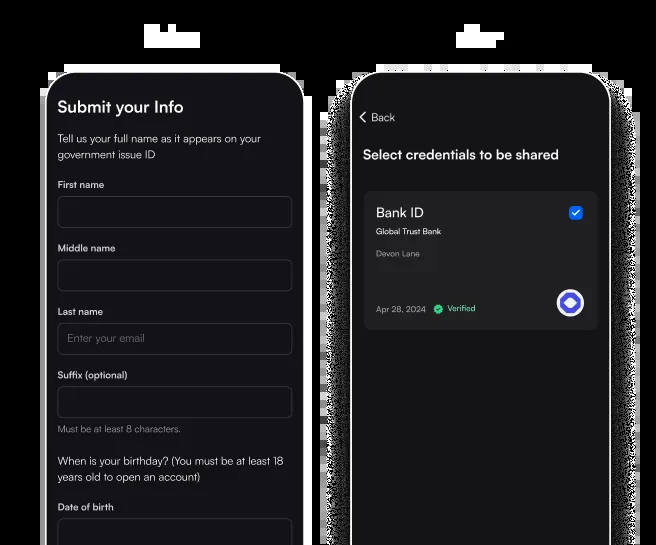 Submit your Info
Tell us your full name as it appears on your
government issue ID
First name
Middle name
Last name
Enter your email
Suffix (optional)
Must be at least 8 characters.
When is your birthday? (You must be at least 18
years old to open an account)
Date of birth
Back
Select credentials to be shared
Bank ID
Global Trust Bank
Devon Lane
Apr 28, 2024 Verified